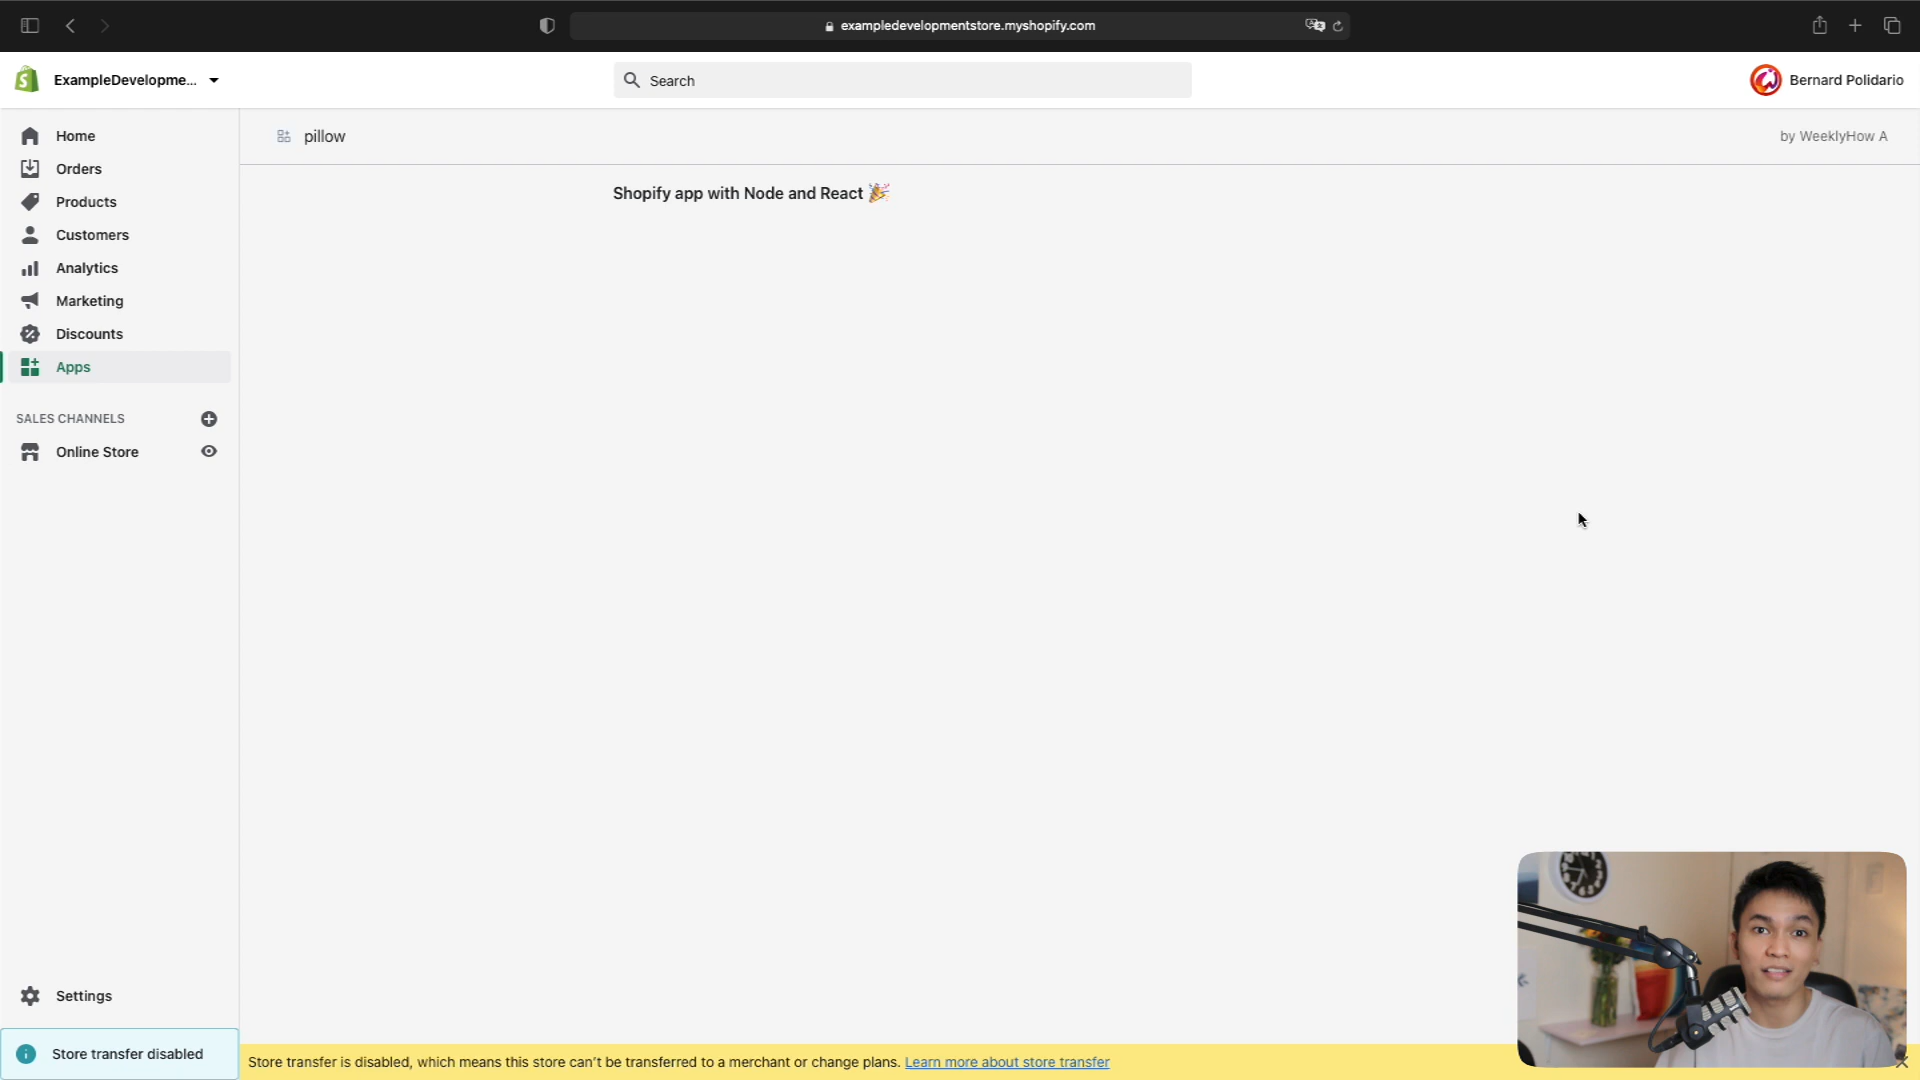 exampledevelopmentstore.myshopify.com
ExampleDevelopme...
Search
Bernard Polidario
Home
Orders
Products
Customers
Analytics
Marketing
Discounts
Apps
SALES CHANNELS
Online Store
Settings
Store transfer disabled
pillow
by WeeklyHow A
Shopify app with Node and React 🎉
Store transfer is disabled, which means this store can't be transferred to a merchant or change plans. Learn more about store transfer